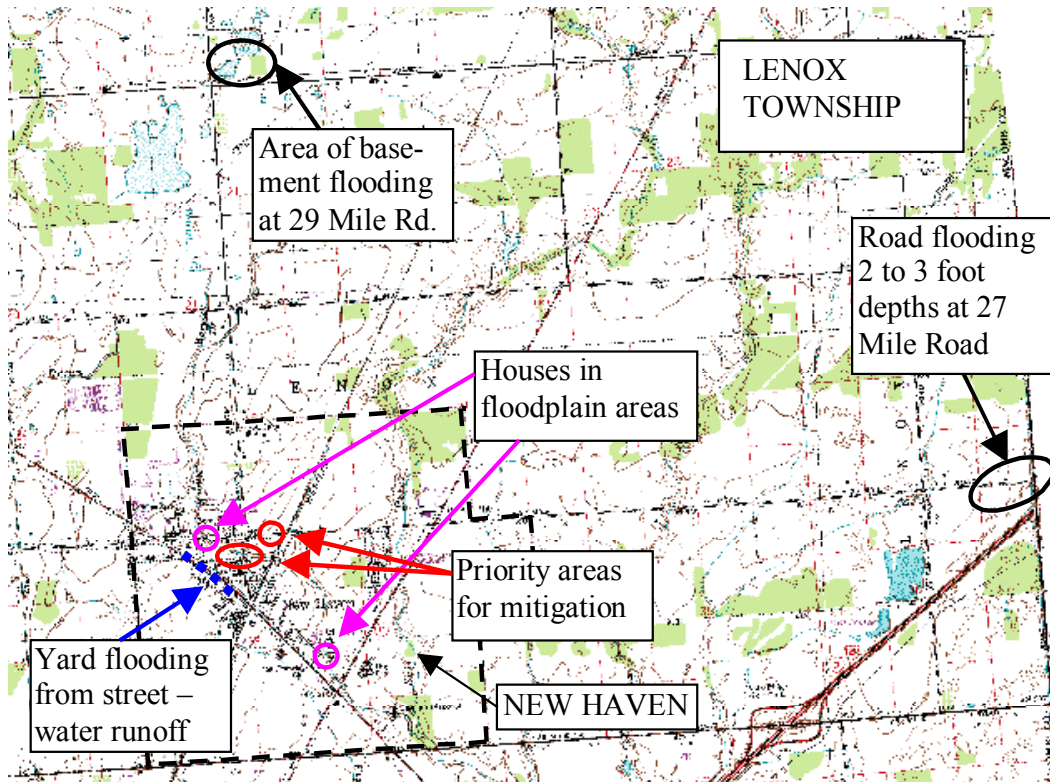 LENOX
TOWNSHIP
Area of base-
ment flooding
at 29 Mile Rd.
Road flooding
2 to 3 foot
depths at 27
Mile Road
Houses in
floodplain areas
L E N O X
Priority areas
for mitigation
New Haven
Yard flooding
from street –
water runoff
NEW HAVEN